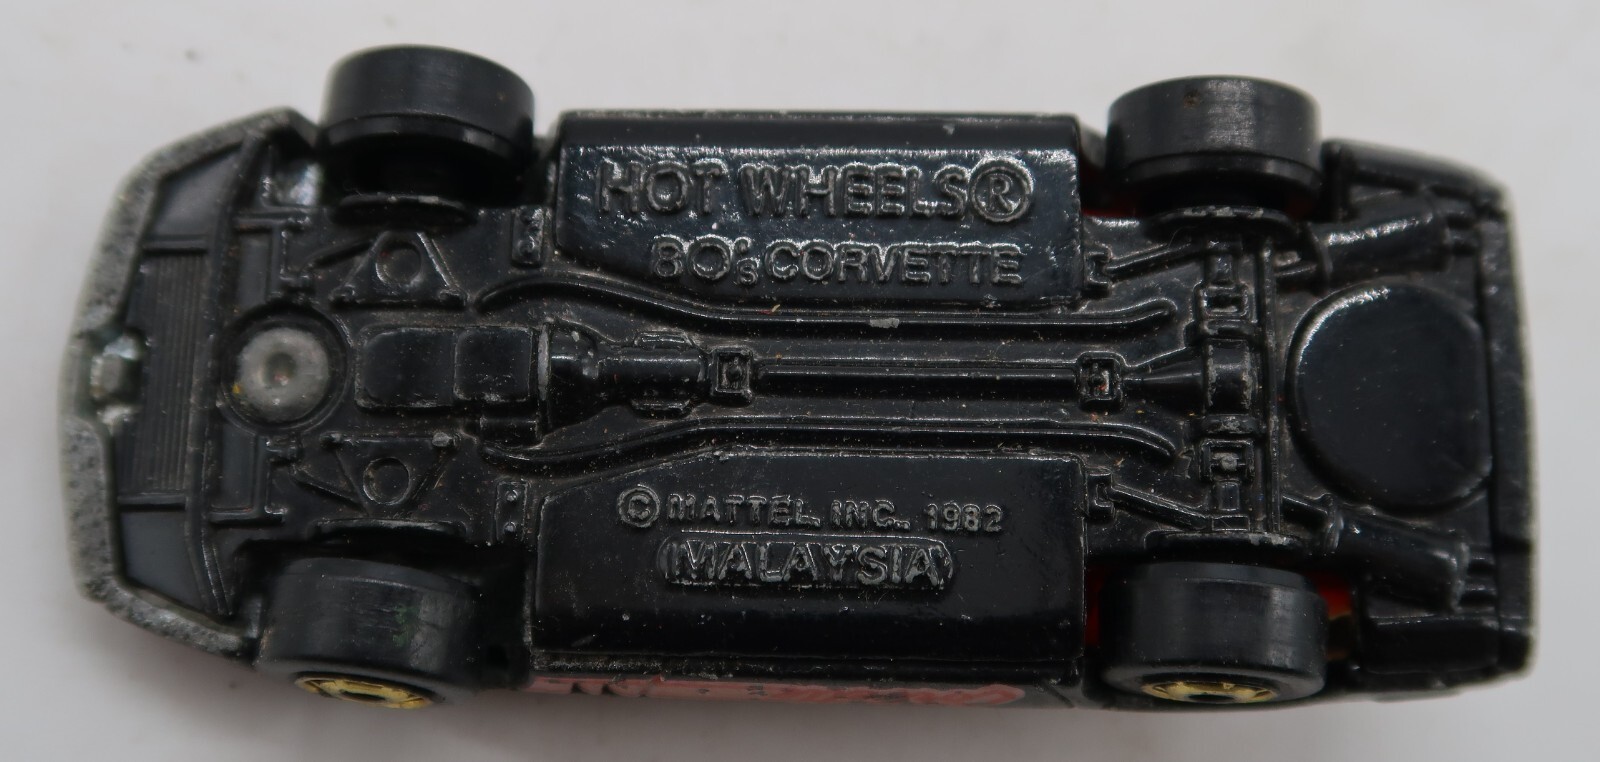 HOT WHEELS®
80's CORVETTE
© MATTEL, INC., 1982
MALAYSIA